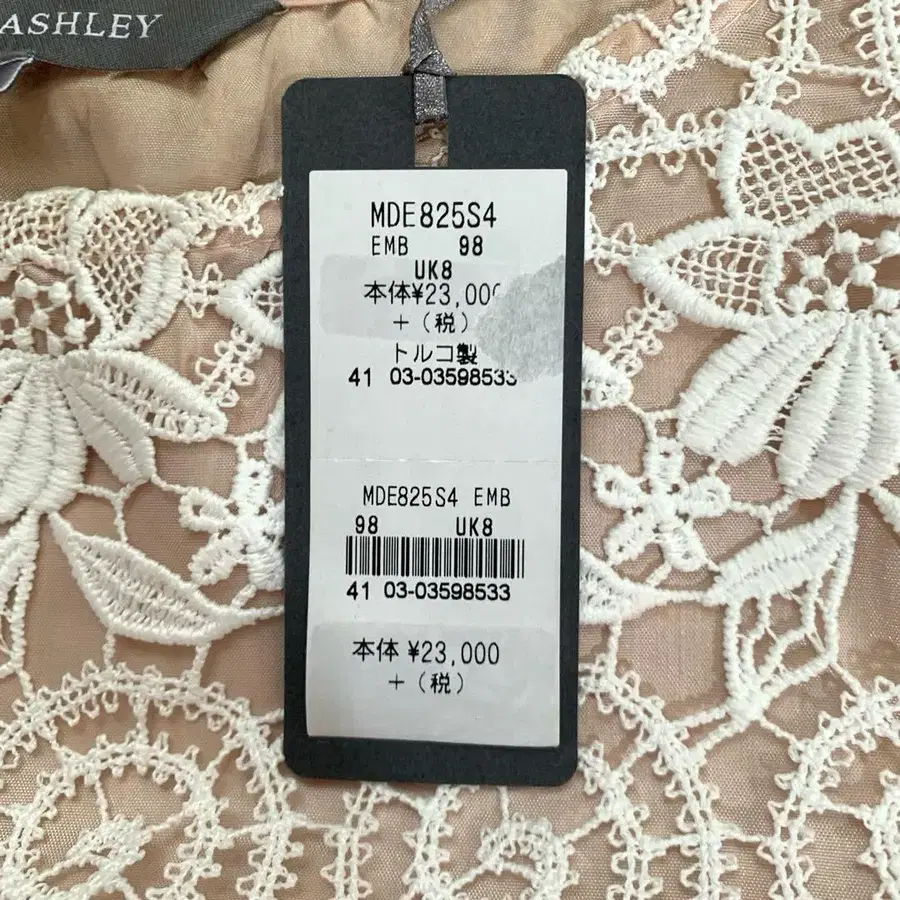 ASHLEY
MDE825S4
EMB 98
UK8
本体¥23,000
+(税)
トルコ製
41 03-03598533
MDE825S4 EMB
98 UK8
41 03-03598533
本体 ¥23,000
+(税)